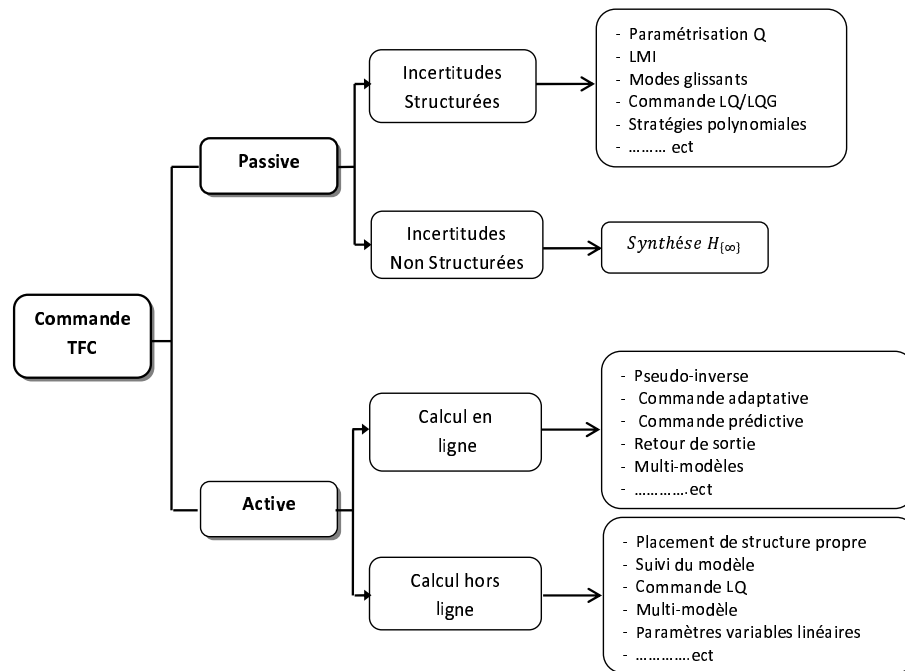 - Paramétrisation Q
- LMI
- Modes glissants
- Commande LQ/LQG
- Stratégies polynomiales
- ……… ect
Incertitudes
Structurées
Passive
Incertitudes
Non Structurées
Synthése H{∞}
Commande
TFC
- Pseudo-inverse
- Commande adaptative
- Commande prédictive
- Retour de sortie
- Multi-modèles
- ………….ect
Calcul en
ligne
Active
Calcul hors
ligne
- Placement de structure propre
- Suivi du modèle
- Commande LQ
- Multi-modèle
- Paramètres variables linéaires
- ………….ect